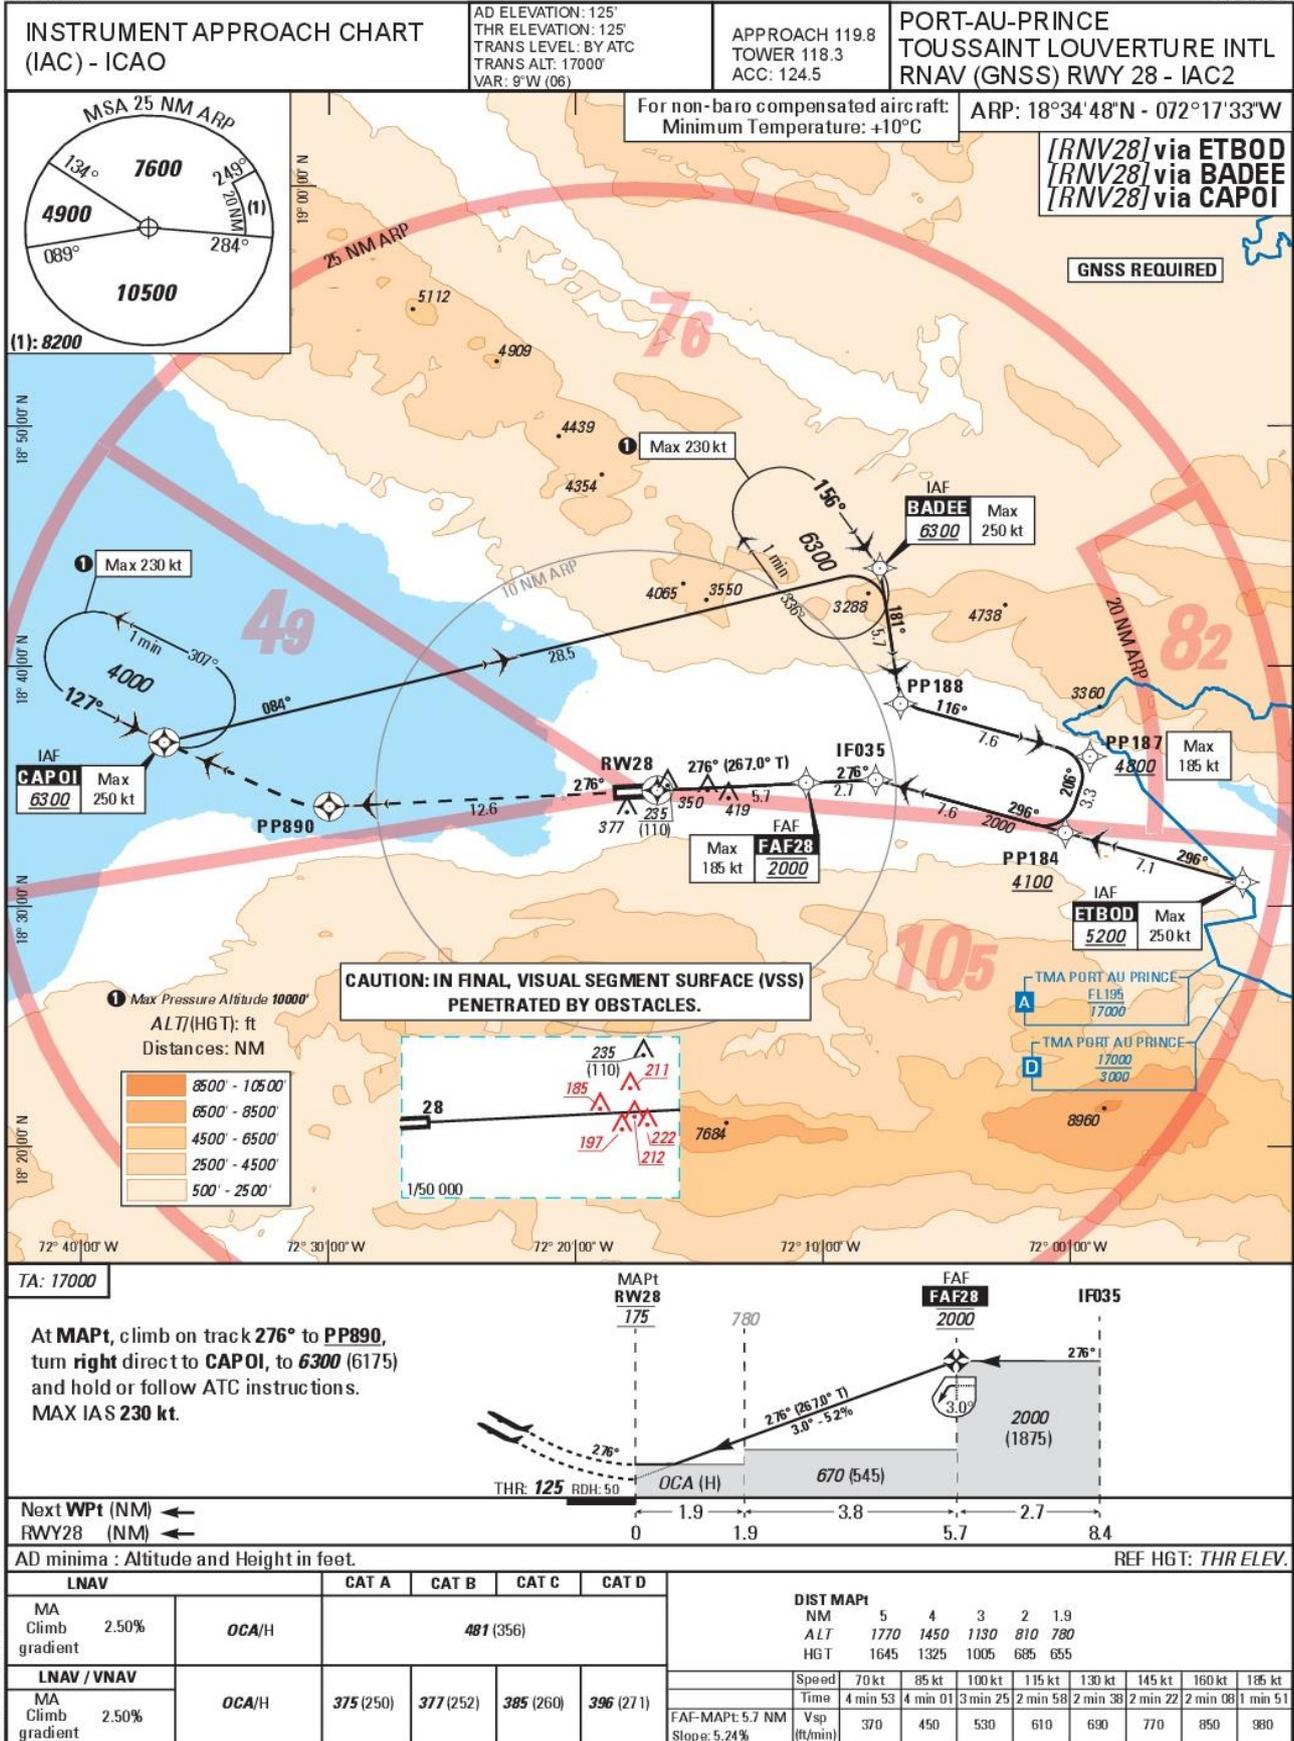 INSTRUMENT APPROACH CHART
(IAC) - ICAO
AD ELEVATION: 125'
THR ELEVATION: 125'
TRANS LEVEL: BY ATC
TRANS ALT: 17000'
VAR: 9°W (06)
APPROACH 119.8
TOWER 118.3
ACC: 124.5
PORT-AU-PRINCE
TOUSSAINT LOUVERTURE INTL
RNAV (GNSS) RWY 28 - IAC2
MSA 25 NM ARP
7600
134°
249°
20 NM
(1)
4900
089°
284°
10500
(1): 8200
For non-baro compensated aircraft:
Minimum Temperature: +10°C
ARP: 18°34'48"N - 072°17'33"W
[RNV28] via ETBOD
[RNV28] via BADEE
[RNV28] via CAPOI
GNSS REQUIRED
19°00'00" N
25 NM ARP
5112
76
4909
18° 50'00" N
4439
4354
1 Max 230 kt
156°
6300
1 min
336°
IAF
BADEE
6300
Max
250 kt
10 NM ARP
4065
3550
3288
4738
181°
5.7
20 NM ARP
82
1 Max 230 kt
49
1 min
307°
4000
127°
18° 40'00" N
084°
28.5
IAF
CAPOI
6300
Max
250 kt
PP188
116°
7.6
3360
PP187
4800
Max
185 kt
206°
3.3
RW28
276° (267.0° T)
IF035
276°
2.7
276°
12.6
PP890
377
235
(110)
350
419
5.7
FAF
Max
185 kt
FAF28
2000
7.6
2000
296°
PP184
4100
7.1
296°
IAF
ETBOD
5200
Max
250 kt
18° 30'00" N
105
CAUTION: IN FINAL, VISUAL SEGMENT SURFACE (VSS)
PENETRATED BY OBSTACLES.
1 Max Pressure Altitude 10000'
ALT/(HGT): ft
Distances: NM
8500' - 10500'
6500' - 8500'
4500' - 6500'
2500' - 4500'
500' - 2500'
TMA PORT AU PRINCE
A
FL195
17000
TMA PORT AU PRINCE
D
17000
3000
235
(110)
211
185
28
197
222
212
1/50 000
7684
8960
18° 20'00" N
72° 40'00" W
72° 30'00" W
72° 20'00" W
72° 10'00" W
72° 00'00" W
TA: 17000
At MAPt, climb on track 276° to PP890,
turn right direct to CAPOI, to 6300 (6175)
and hold or follow ATC instructions.
MAX IAS 230 kt.
MAPt
RW28
175
780
FAF
FAF28
2000
IF035
276°
276° (267.0° T)
3.0° - 5.2%
3.0°
2000
(1875)
276°
OCA (H)
670 (545)
THR: 125 RDH: 50
Next WPt (NM)
1.9 3.8 2.7
RWY28 (NM)
0 1.9 5.7 8.4
AD minima : Altitude and Height in feet.
REF HGT: THR ELEV.
LNAV CAT A CAT B CAT C CAT D
MA
Climb
gradient
2.50% OCA/H 481 (356)
LNAV / VNAV
MA
Climb
gradient
2.50% OCA/H 375 (250) 377 (252) 385 (260) 396 (271)
DIST MAPt
NM 5 4 3 2 1.9
ALT 1770 1450 1130 810 780
HGT 1645 1325 1005 685 655
Speed 70 kt 85 kt 100 kt 115 kt 130 kt 145 kt 160 kt 185 kt
Time 4 min 53 4 min 01 3 min 25 2 min 58 2 min 38 2 min 22 2 min 08 1 min 51
FAF-MAPt: 5.7 NM
Slope: 5.24%
Vsp
(ft/min)
370 450 530 610 690 770 850 980